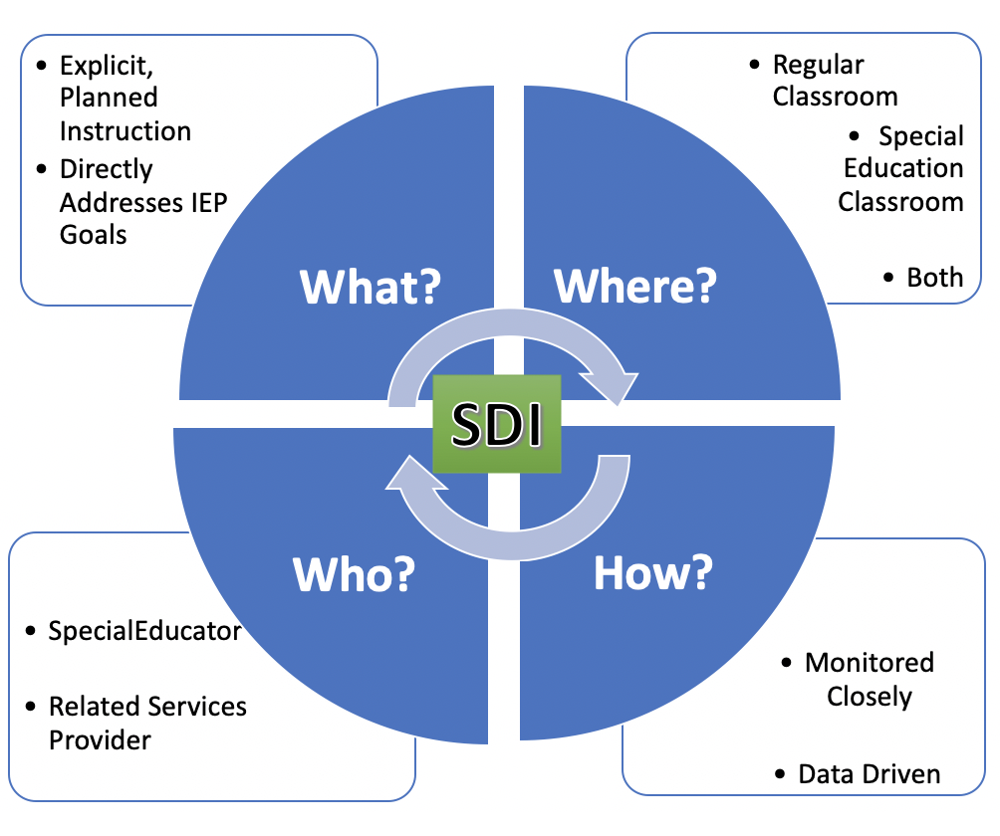 • Explicit,
Planned
Instruction
• Directly
Addresses IEP
Goals
• Regular
Classroom
• Special
Education
Classroom
• Both
What?
Where?
SDI
Who?
How?
• SpecialEducator
• Related Services
Provider
• Monitored
Closely
• Data Driven